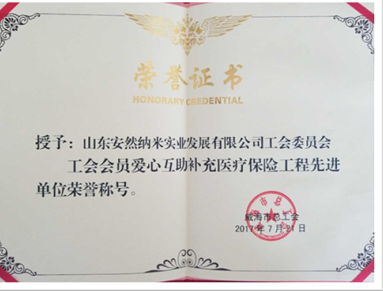 荣誉证书
HONORARY CREDENTIAL
授予：山东安然纳米实业发展有限公司工会委员会
工会会员爱心互助补充医疗保险工程先进
单位荣誉称号。
威海市总工会
2017年7月21日